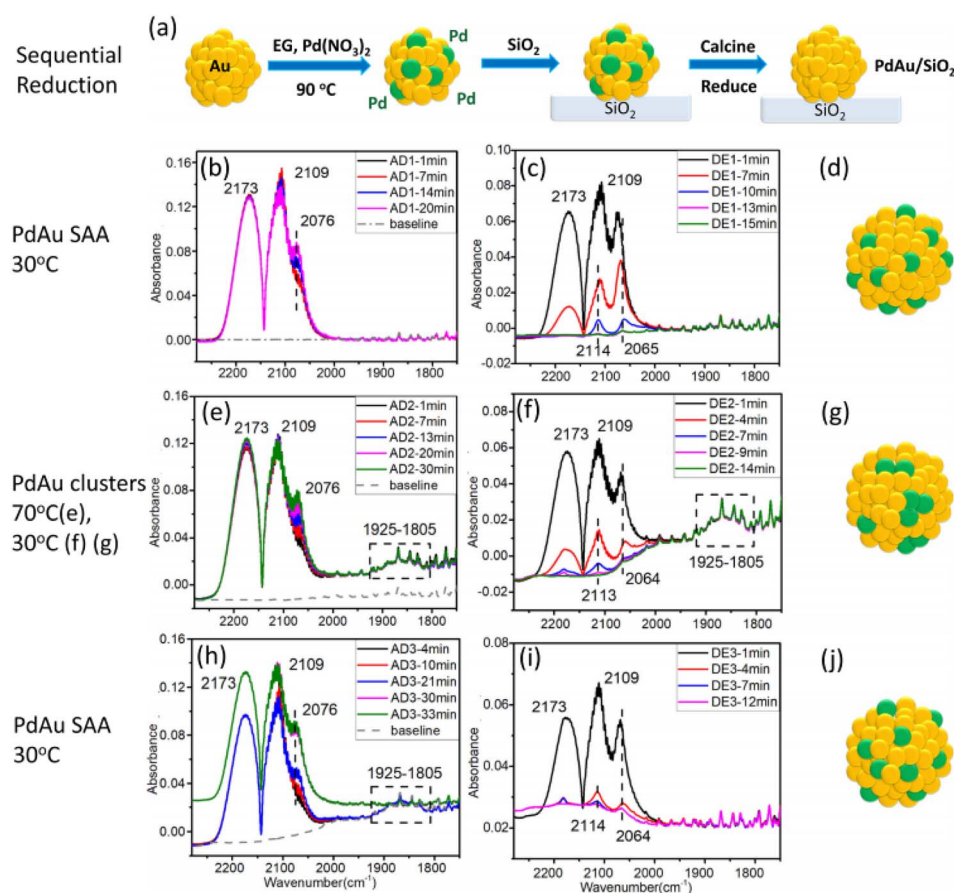 Sequential
Reduction
(a)
Au
EG, Pd(NO3)2
90 °C
Pd
Pd
Pd
SiO2
SiO2
Calcine
Reduce
SiO2
PdAu/SiO2
PdAu SAA
30°C
(b)
2173
2109
2076
AD1-1min
AD1-7min
AD1-14min
AD1-20min
baseline
0.16
0.12
0.08
0.04
0.00
Absorbance
2200 2100 2000 1900 1800
(c)
2173
2109
2114
2065
DE1-1min
DE1-7min
DE1-10min
DE1-13min
DE1-15min
0.10
0.08
0.06
0.04
0.02
0.00
-0.02
Absorbance
2200 2100 2000 1900 1800
(d)
PdAu clusters
70°C(e),
30°C (f) (g)
(e)
2173
2109
2076
1925-1805
AD2-1min
AD2-7min
AD2-13min
AD2-20min
AD2-30min
baseline
0.16
0.12
0.08
0.04
0.00
Absorbance
2200 2100 2000 1900 1800
(f)
2173
2109
2113
2064
1925-1805
DE2-1min
DE2-4min
DE2-7min
DE2-9min
DE2-14min
0.08
0.06
0.04
0.02
0.00
-0.02
Absorbance
2200 2100 2000 1900 1800
(g)
PdAu SAA
30°C
(h)
2173
2109
2076
1925-1805
AD3-4min
AD3-10min
AD3-21min
AD3-30min
AD3-33min
baseline
0.16
0.12
0.08
0.04
0.00
Absorbance
2200 2100 2000 1900 1800
Wavenumber(cm-1)
(i)
2173
2109
2114
2064
DE3-1min
DE3-4min
DE3-7min
DE3-12min
0.08
0.06
0.04
0.02
Absorbance
2200 2100 2000 1900 1800
Wavenumber(cm-1)
(j)